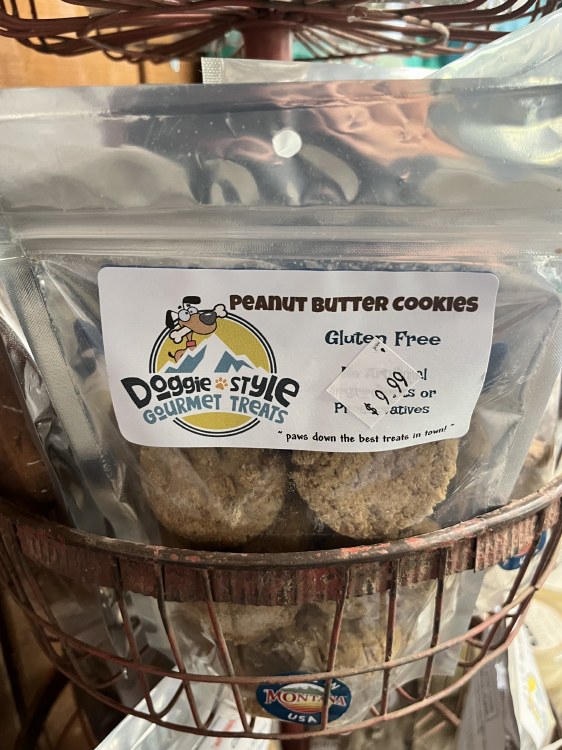 PEANUT BUTTER COOKIES
Doggie STYLE
GOURMET TREATS
Gluten Free
$ 9.99
or
" paws down the best treats in town! "
MONTANA
USA